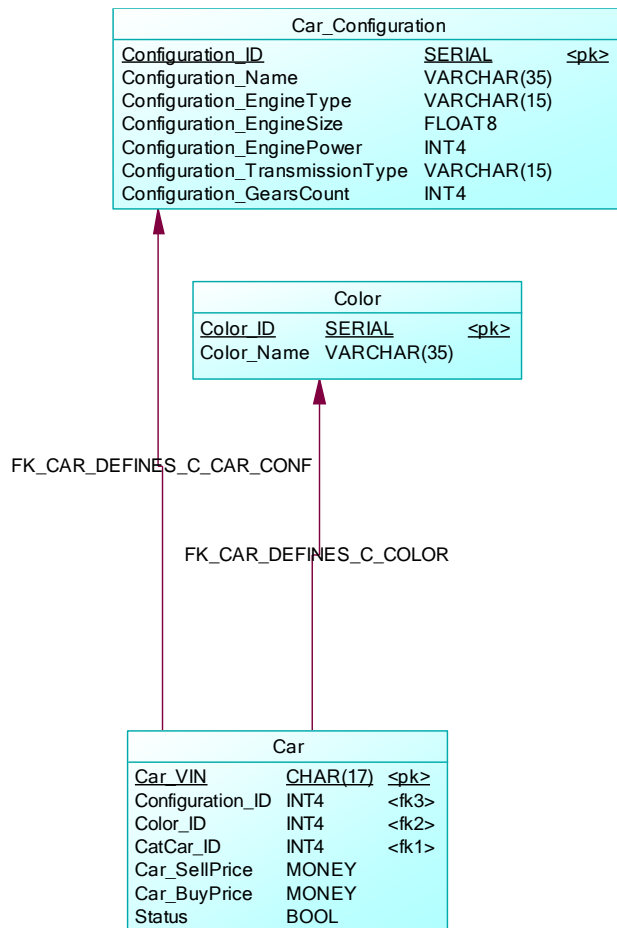 Car_Configuration
Configuration_ID SERIAL <pk>
Configuration_Name VARCHAR(35)
Configuration_EngineType VARCHAR(15)
Configuration_EngineSize FLOAT8
Configuration_EnginePower INT4
Configuration_TransmissionType VARCHAR(15)
Configuration_GearsCount INT4
Color
Color_ID SERIAL <pk>
Color_Name VARCHAR(35)
FK_CAR_DEFINES_C_CAR_CONF
FK_CAR_DEFINES_C_COLOR
Car
Car_VIN CHAR(17) <pk>
Configuration_ID INT4 <fk3>
Color_ID INT4 <fk2>
CatCar_ID INT4 <fk1>
Car_SellPrice MONEY
Car_BuyPrice MONEY
Status BOOL